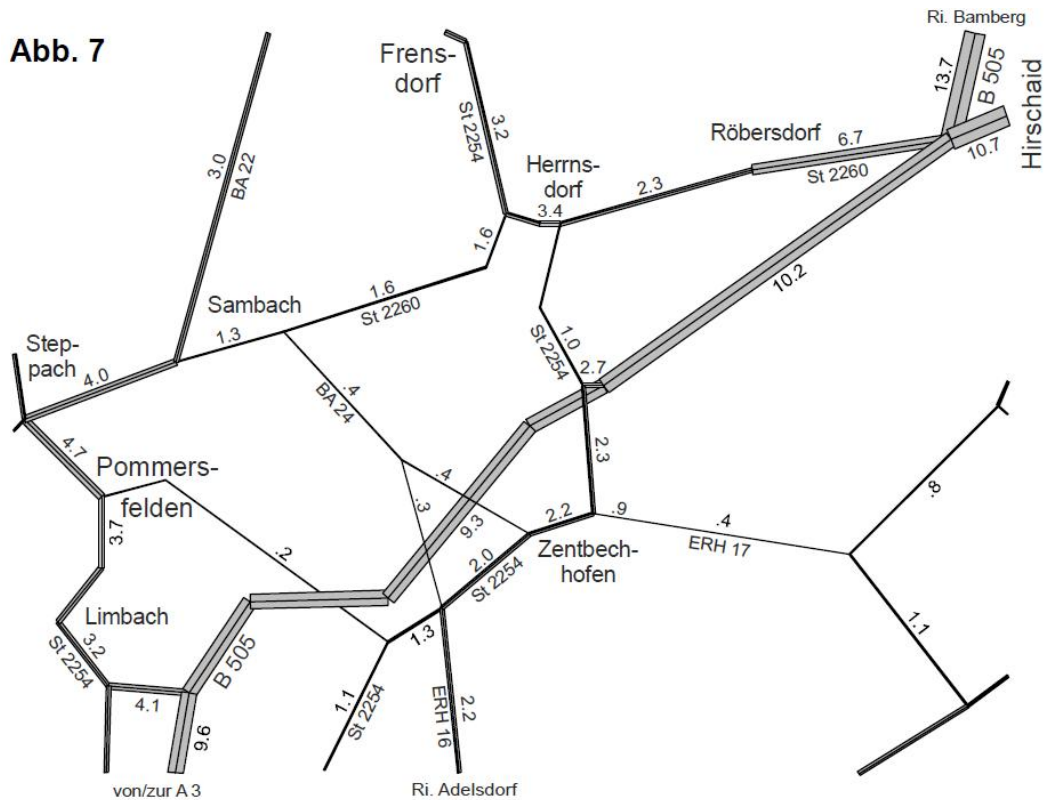 Abb. 7
Ri. Bamberg
Frens-
dorf
13.7
B 505
Hirschaid
10.7
3.2
St 2254
Röbersdorf
6.7
St 2260
Herrns-
dorf
2.3
3.4
3.0
BA 22
1.6
1.6
St 2260
10.2
Sambach
1.3
Step-
pach
4.0
1.0
St 2254
2.7
.4
BA 24
4.7
Pommers-
felden
2.3
.4
.3
9.3
.8
3.7
2.2
.9
.4
ERH 17
Zentbech-
hofen
.2
2.0
St 2254
Limbach
3.2
St 2254
1.3
1.1
B 505
4.1
9.6
1.1
St 2254
ERH 16
2.2
von/zur A 3
Ri. Adelsdorf